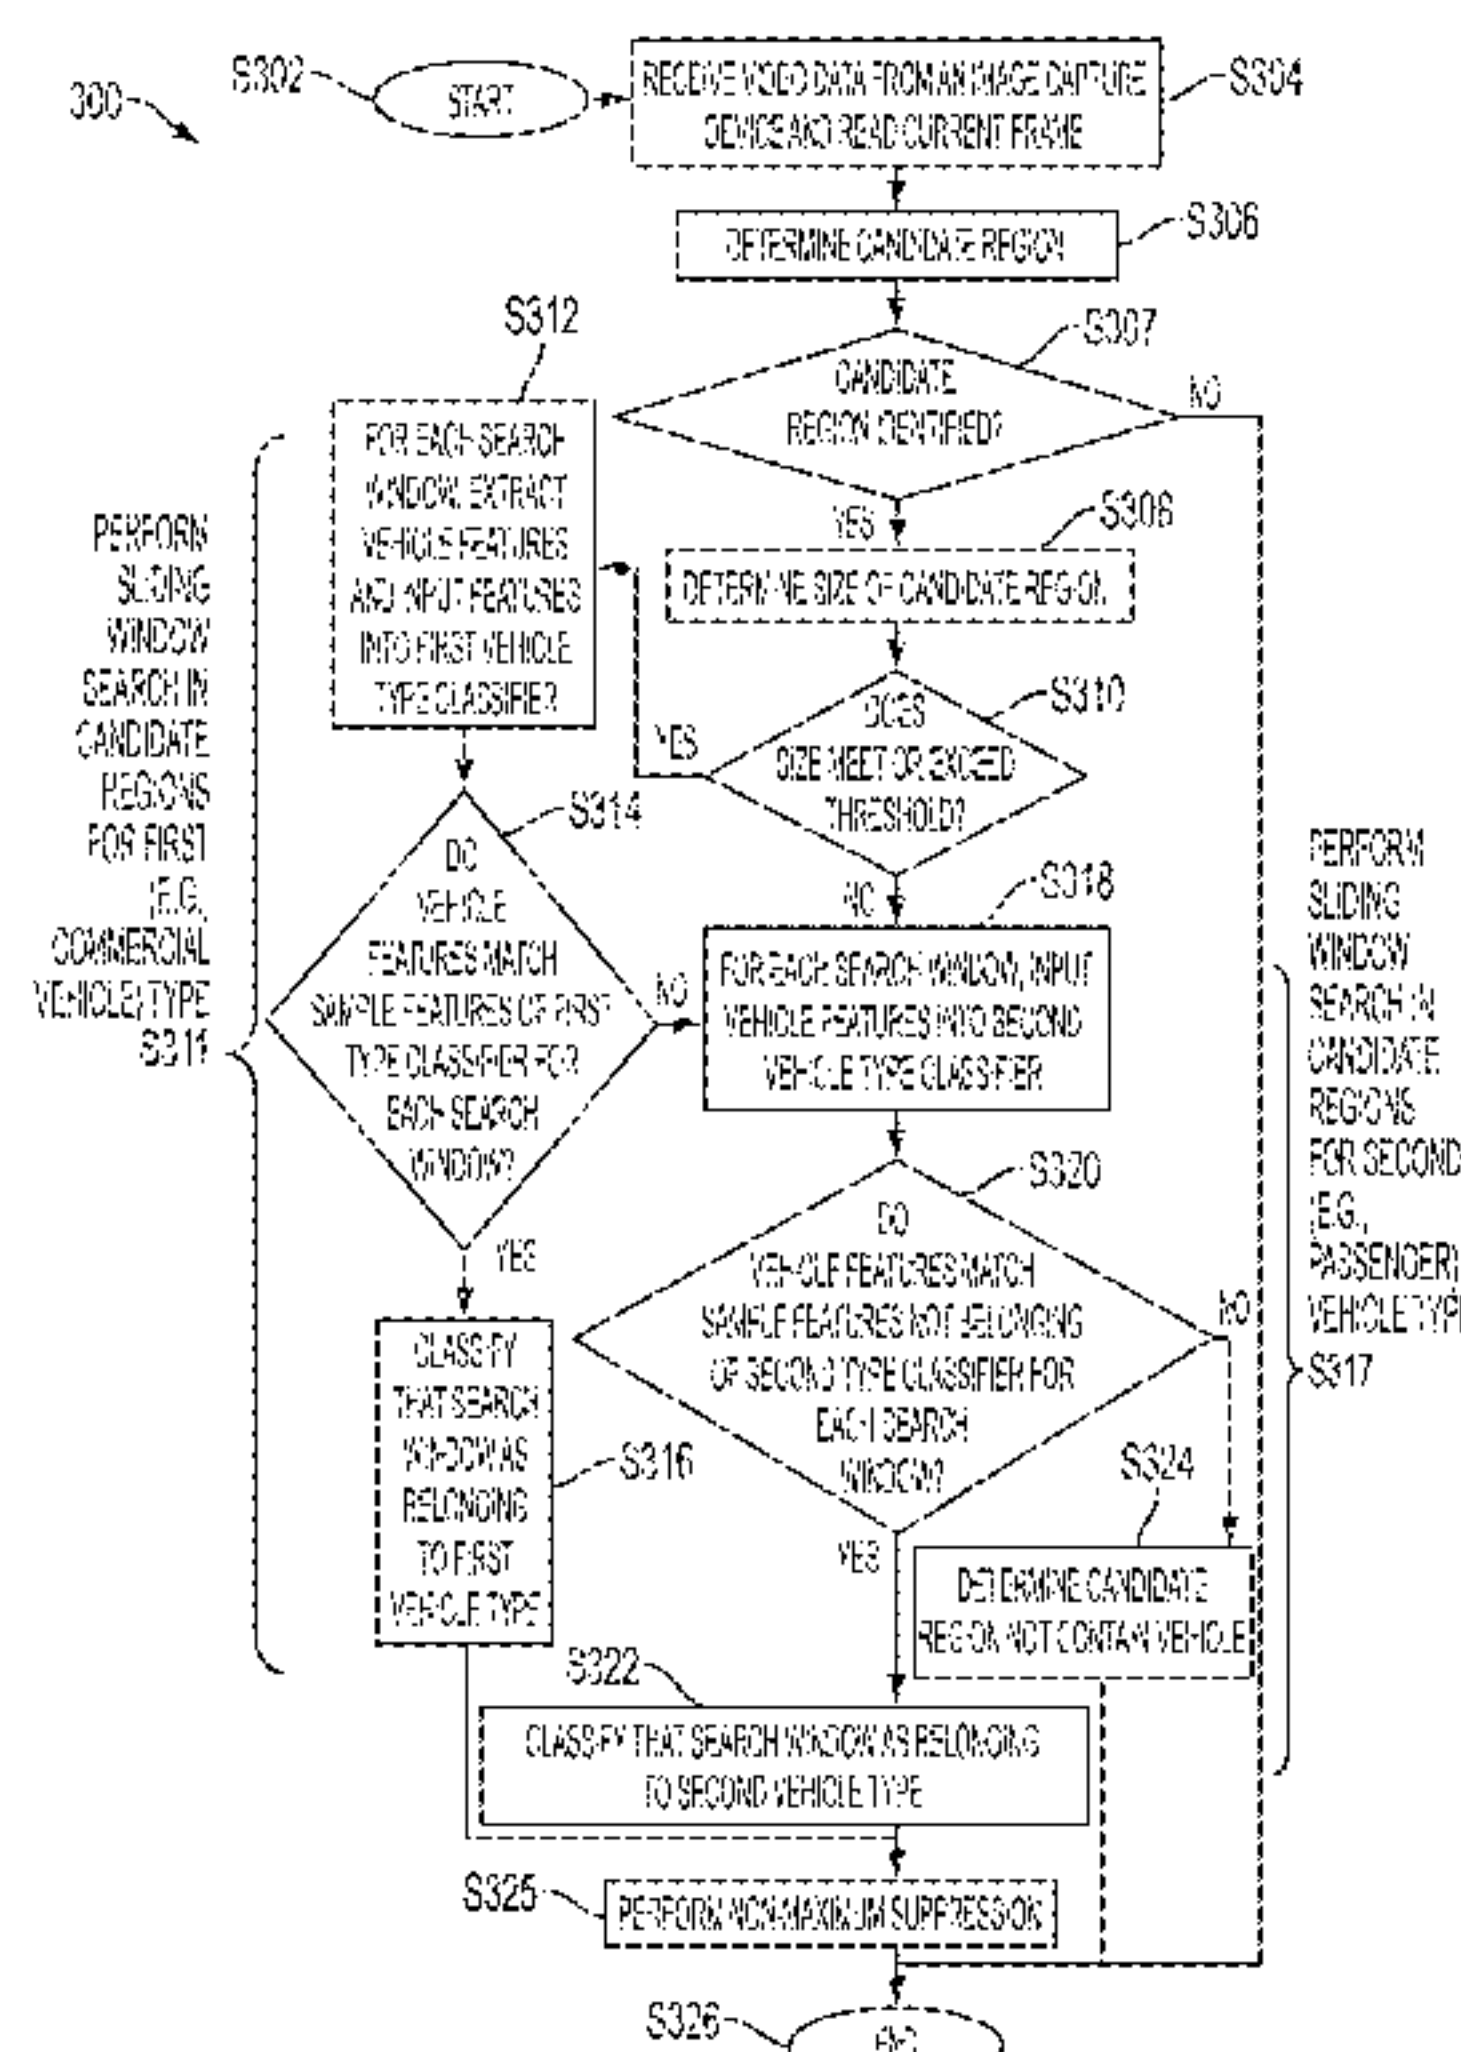 300
S302
START
RECEIVE VIDEO DATA FROM AN IMAGE CAPTURE
DEVICE AND READ CURRENT FRAME
S304
DETERMINE CANDIDATE REGION
S306
CANDIDATE
REGION IDENTIFIED?
S307
NO
YES
DETERMINE SIZE OF CANDIDATE REGION
S308
DOES
SIZE MEET OR EXCEED
THRESHOLD?
S310
YES
NO
S312
FOR EACH SEARCH
WINDOW, EXTRACT
VEHICLE FEATURES
AND INPUT FEATURES
INTO FIRST VEHICLE
TYPE CLASSIFIER
PERFORM
SLIDING
WINDOW
SEARCH IN
CANDIDATE
REGIONS
FOR FIRST
(E.G.,
COMMERCIAL
VEHICLE) TYPE
S311
S314
DO
VEHICLE
FEATURES MATCH
SAMPLE FEATURES OF FIRST
TYPE CLASSIFIER FOR
EACH SEARCH
WINDOW?
NO
YES
CLASSIFY
THAT SEARCH
WINDOW AS
BELONGING
TO FIRST
VEHICLE TYPE
S316
S318
FOR EACH SEARCH WINDOW, INPUT
VEHICLE FEATURES INTO SECOND
VEHICLE TYPE CLASSIFIER
S320
DO
VEHICLE FEATURES MATCH
SAMPLE FEATURES NOT BELONGING
OF SECOND TYPE CLASSIFIER FOR
EACH SEARCH
WINDOW?
NO
YES
PERFORM
SLIDING
WINDOW
SEARCH IN
CANDIDATE
REGIONS
FOR SECOND
(E.G.,
PASSENGER)
VEHICLE TYPE
S317
S324
DETERMINE CANDIDATE
REGION NOT CONTAIN VEHICLE
S322
CLASSIFY THAT SEARCH WINDOW AS BELONGING
TO SECOND VEHICLE TYPE
S325
PERFORM NON-MAXIMUM SUPPRESSION
S326
END